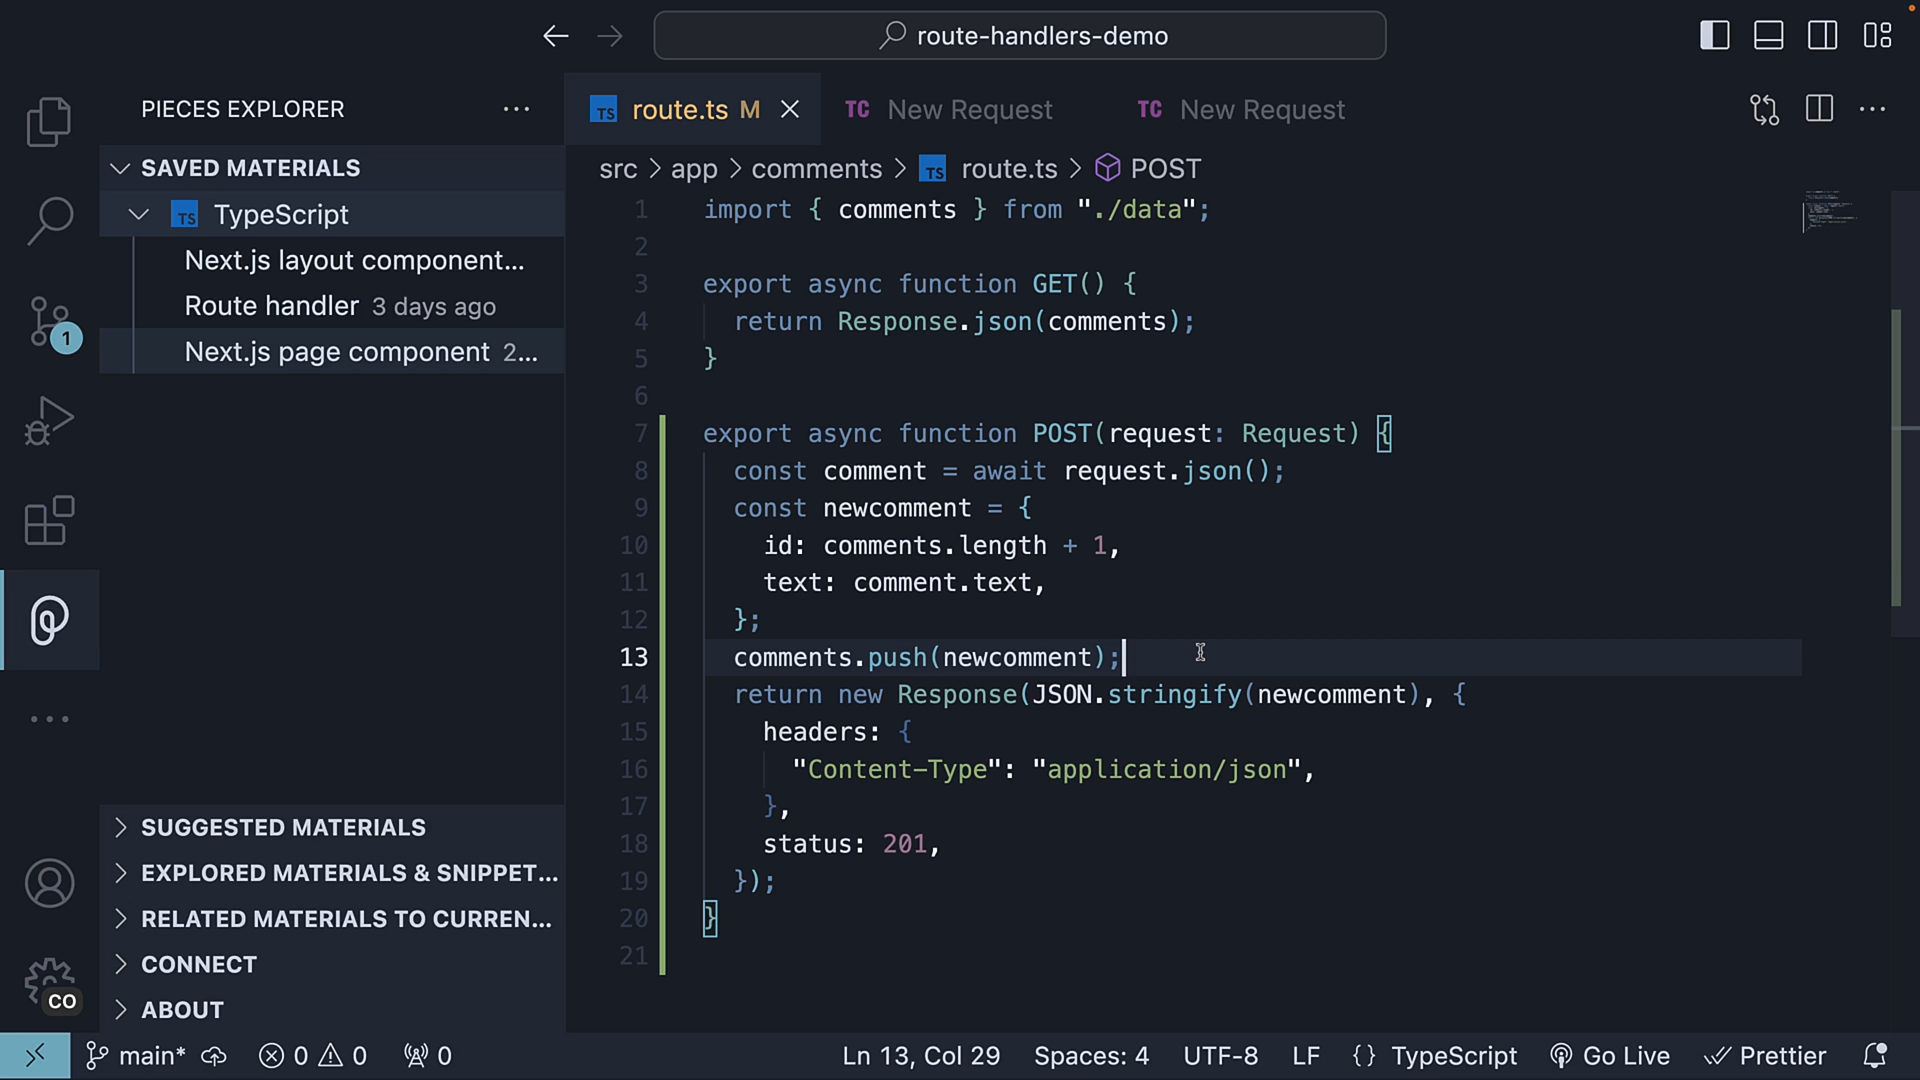 route-handlers-demo
PIECES EXPLORER
SAVED MATERIALS
TS TypeScript
Next.js layout component...
Route handler 3 days ago
Next.js page component 2...
SUGGESTED MATERIALS
EXPLORED MATERIALS & SNIPPET...
RELATED MATERIALS TO CURREN...
CONNECT
ABOUT
1
CO
TS route.ts M
TC New Request
TC New Request
src > app > comments > TS route.ts > POST
1 import { comments } from "./data";
2
3 export async function GET() {
4 return Response.json(comments);
5 }
6
7 export async function POST(request: Request) {
8 const comment = await request.json();
9 const newcomment = {
10 id: comments.length + 1,
11 text: comment.text,
12 };
13 comments.push(newcomment);
14 return new Response(JSON.stringify(newcomment), {
15 headers: {
16 "Content-Type": "application/json",
17 },
18 status: 201,
19 });
20 }
21
main* 0 0 0 Ln 13, Col 29 Spaces: 4 UTF-8 LF {} TypeScript Go Live Prettier